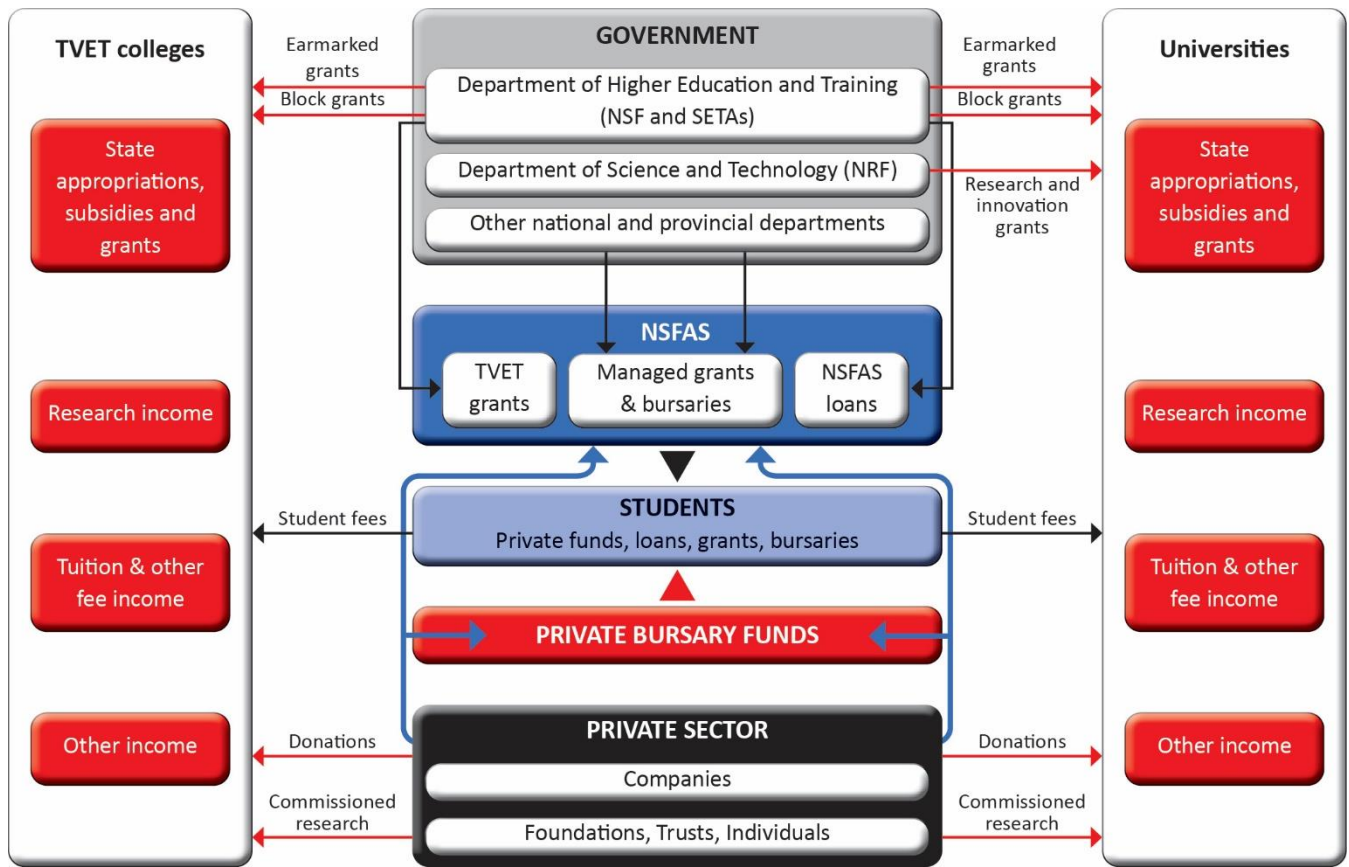 TVET colleges
State
appropriations,
subsidies and
grants
Research income
Tuition & other
fee income
Other income
Earmarked
grants
Block grants
Student fees
Donations
Commissioned
research
GOVERNMENT
Department of Higher Education and Training
(NSF and SETAs)
Department of Science and Technology (NRF)
Other national and provincial departments
NSFAS
TVET
grants
Managed grants
& bursaries
NSFAS
loans
STUDENTS
Private funds, loans, grants, bursaries
PRIVATE BURSARY FUNDS
PRIVATE SECTOR
Companies
Foundations, Trusts, Individuals
Earmarked
grants
Block grants
Research and
innovation
grants
Student fees
Donations
Commissioned
research
Universities
State
appropriations,
subsidies and
grants
Research income
Tuition & other
fee income
Other income